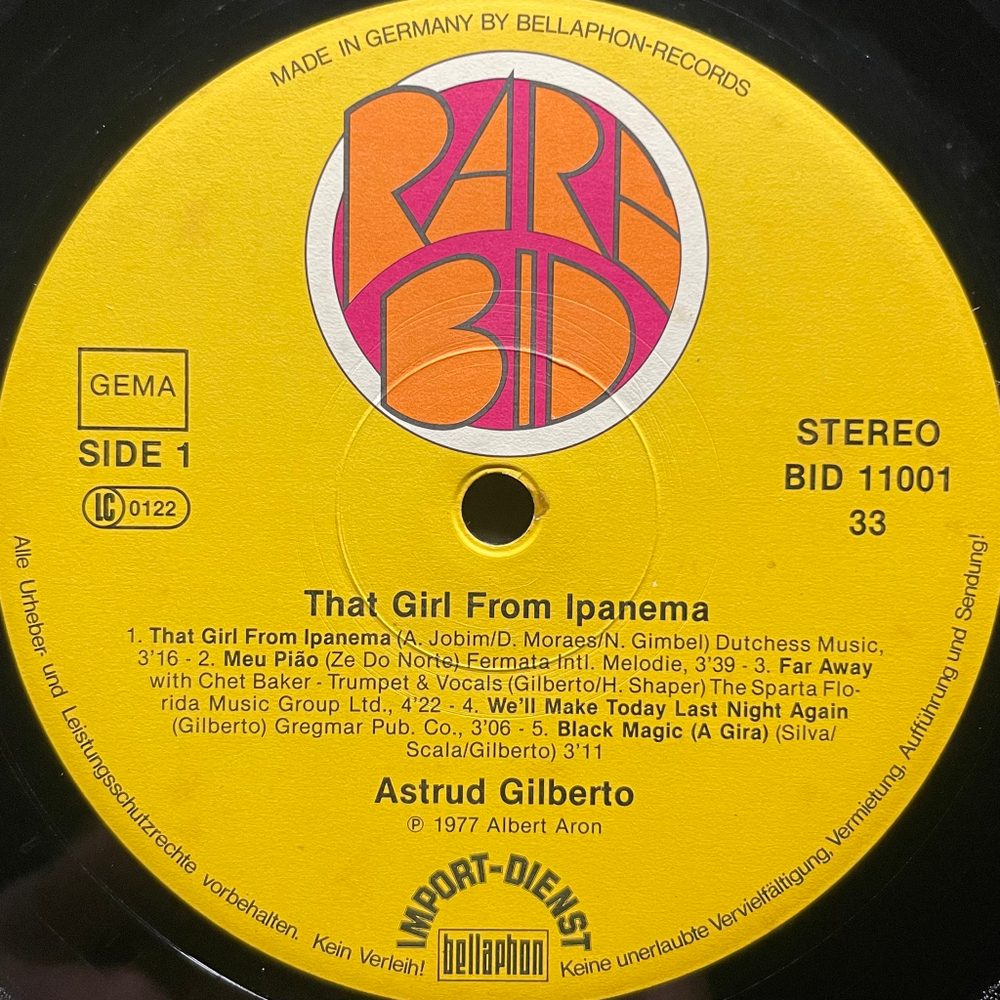 MADE IN GERMANY BY BELLAPHON-RECORDS
RARE
BID
GEMA
SIDE 1
LC 0122
STEREO
BID 11001
33
That Girl From Ipanema
1. That Girl From Ipanema (A. Jobim/D. Moraes/N. Gimbel) Dutchess Music,
3'16 - 2. Meu Pião (Ze Do Norte) Fermata Intl. Melodie, 3'39 - 3. Far Away
with Chet Baker - Trumpet & Vocals (Gilberto/H. Shaper) The Sparta Flo-
rida Music Group Ltd., 4'22 - 4. We'll Make Today Last Night Again
(Gilberto) Gregmar Pub. Co., 3'06 - 5. Black Magic (A Gira) (Silva/
Scala/Gilberto) 3'11
Astrud Gilberto
℗ 1977 Albert Aron
IMPORT-DIENST
bellaphon
Alle Urheber- und Leistungsschutzrechte vorbehalten. Kein Verleih! Keine unerlaubte Vervielfältigung, Vermietung, Aufführung und Sendung!